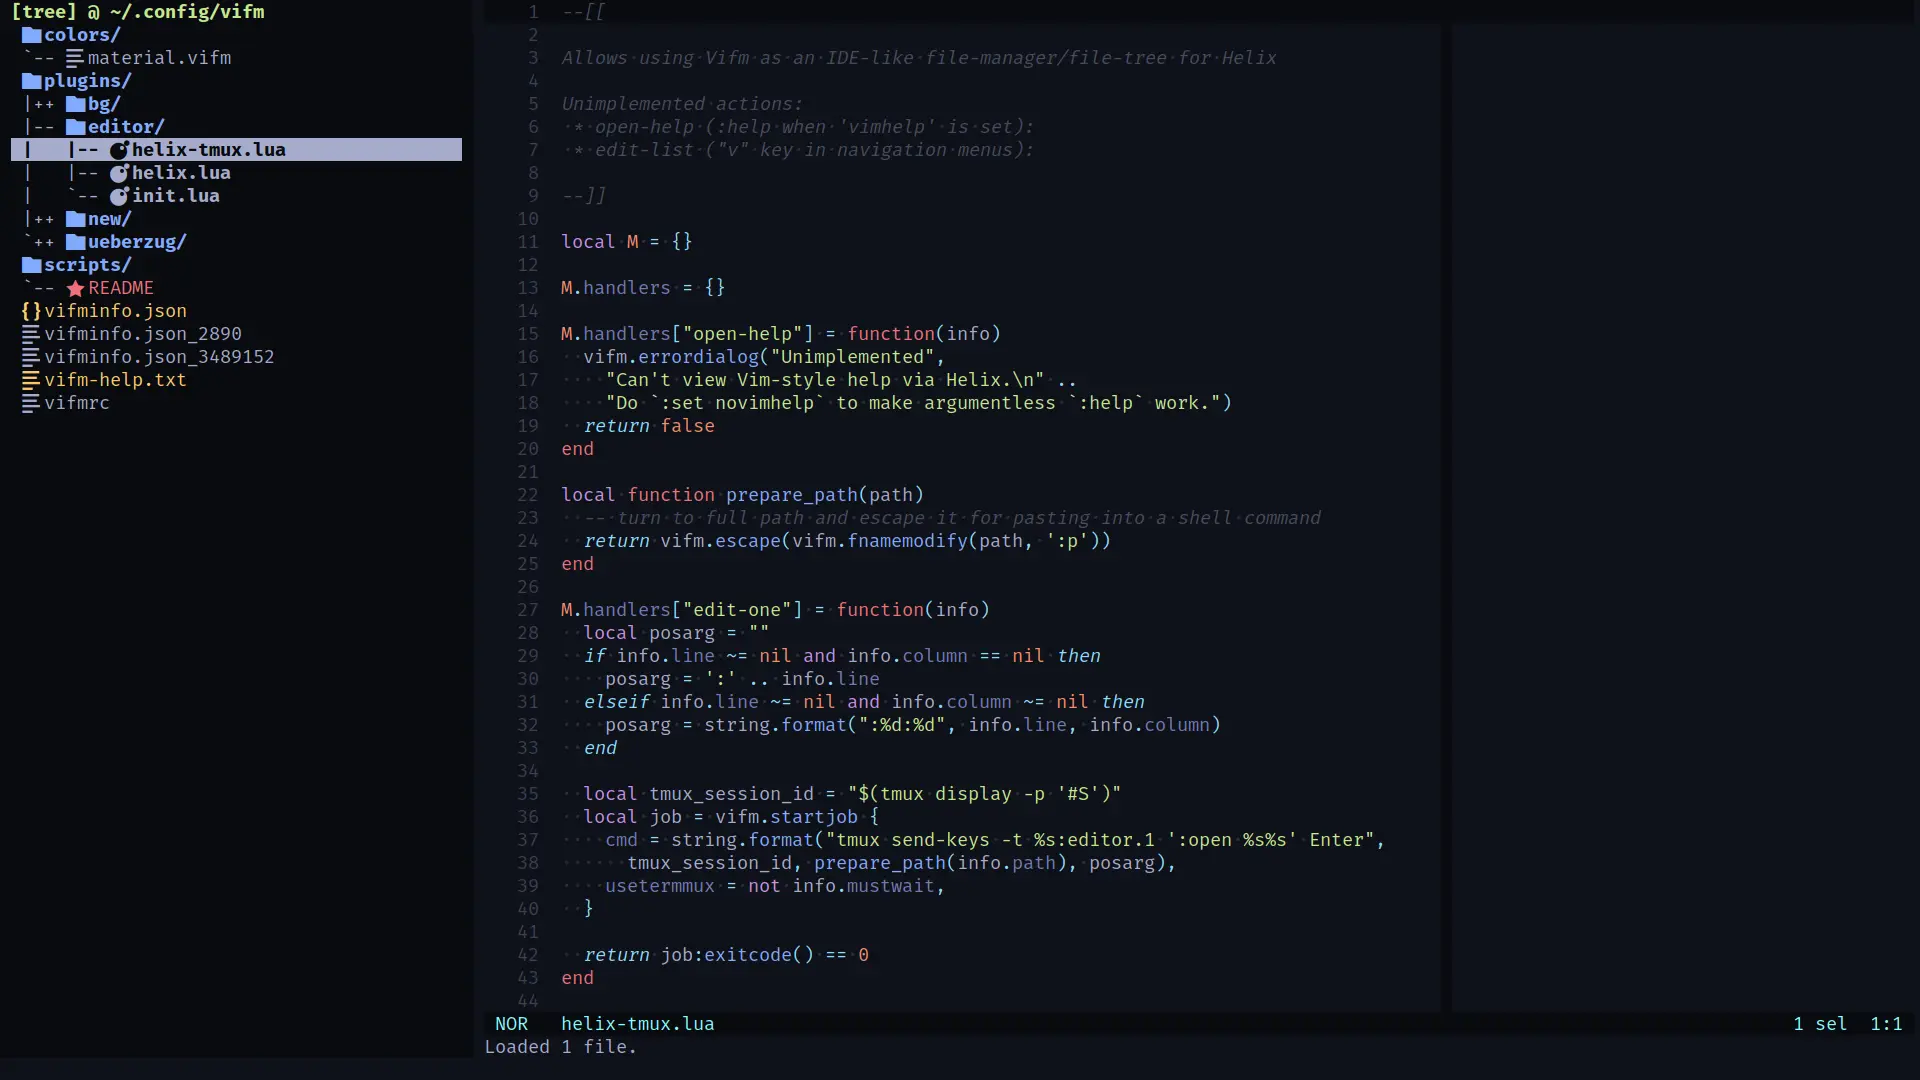 [tree] @ ~/.config/vifm
colors/
`-- material.vifm
plugins/
|++ bg/
|-- editor/
|   |-- helix-tmux.lua
|   |-- helix.lua
|   `-- init.lua
|++ new/
`++ ueberzug/
scripts/
`-- README
{}vifminfo.json
vifminfo.json_2890
vifminfo.json_3489152
vifm-help.txt
vifmrc
1 --[[
2
3 Allows using Vifm as an IDE-like file-manager/file-tree for Helix
4
5 Unimplemented actions:
6  * open-help (:help when 'vimhelp' is set):
7  * edit-list ("v" key in navigation menus):
8
9 --]]
10
11 local M = {}
12
13 M.handlers = {}
14
15 M.handlers["open-help"] = function(info)
16   vifm.errordialog("Unimplemented",
17     "Can't view Vim-style help via Helix.\n" ..
18     "Do `:set novimhelp` to make argumentless `:help` work.")
19   return false
20 end
21
22 local function prepare_path(path)
23   -- turn to full path and escape it for pasting into a shell command
24   return vifm.escape(vifm.fnamemodify(path, ':p'))
25 end
26
27 M.handlers["edit-one"] = function(info)
28   local posarg = ""
29   if info.line ~= nil and info.column == nil then
30     posarg = ':' .. info.line
31   elseif info.line ~= nil and info.column ~= nil then
32     posarg = string.format(":%d:%d", info.line, info.column)
33   end
34
35   local tmux_session_id = "$(tmux display -p '#S')"
36   local job = vifm.startjob {
37     cmd = string.format("tmux send-keys -t %s:editor.1 ':open %s%s' Enter",
38       tmux_session_id, prepare_path(info.path), posarg),
39     usetermmux = not info.mustwait,
40   }
41
42   return job:exitcode() == 0
43 end
44
NOR helix-tmux.lua 1 sel 1:1
Loaded 1 file.